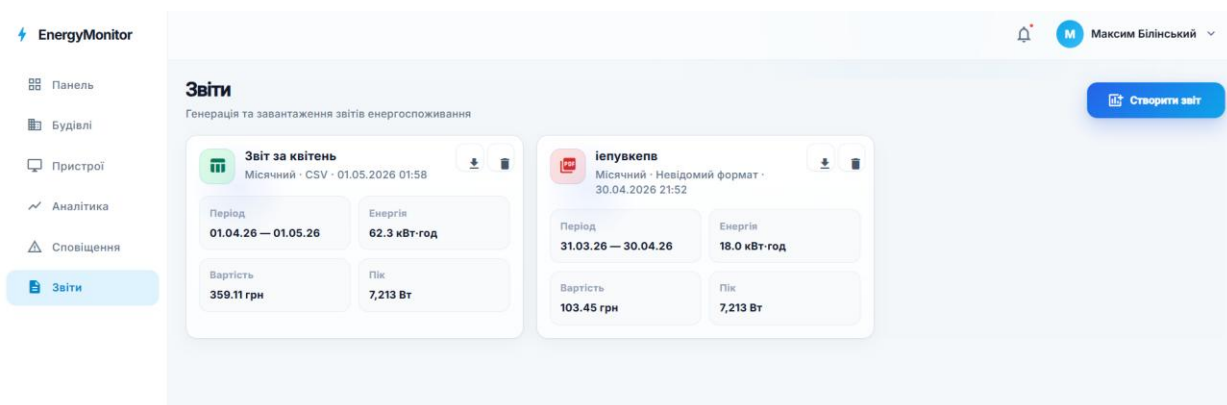 EnergyMonitor
М Максим Білінський
Панель
Будівлі
Пристрої
Аналітика
Сповіщення
Звіти
Звіти
Генерація та завантаження звітів енергоспоживання
Створити звіт
Звіт за квітень
Місячний · CSV · 01.05.2026 01:58
Період
01.04.26 — 01.05.26
Енергія
62.3 кВт·год
Вартість
359.11 грн
Пік
7,213 Вт
PDF
іепувкепв
Місячний · Невідомий формат ·
30.04.2026 21:52
Період
31.03.26 — 30.04.26
Енергія
18.0 кВт·год
Вартість
103.45 грн
Пік
7,213 Вт